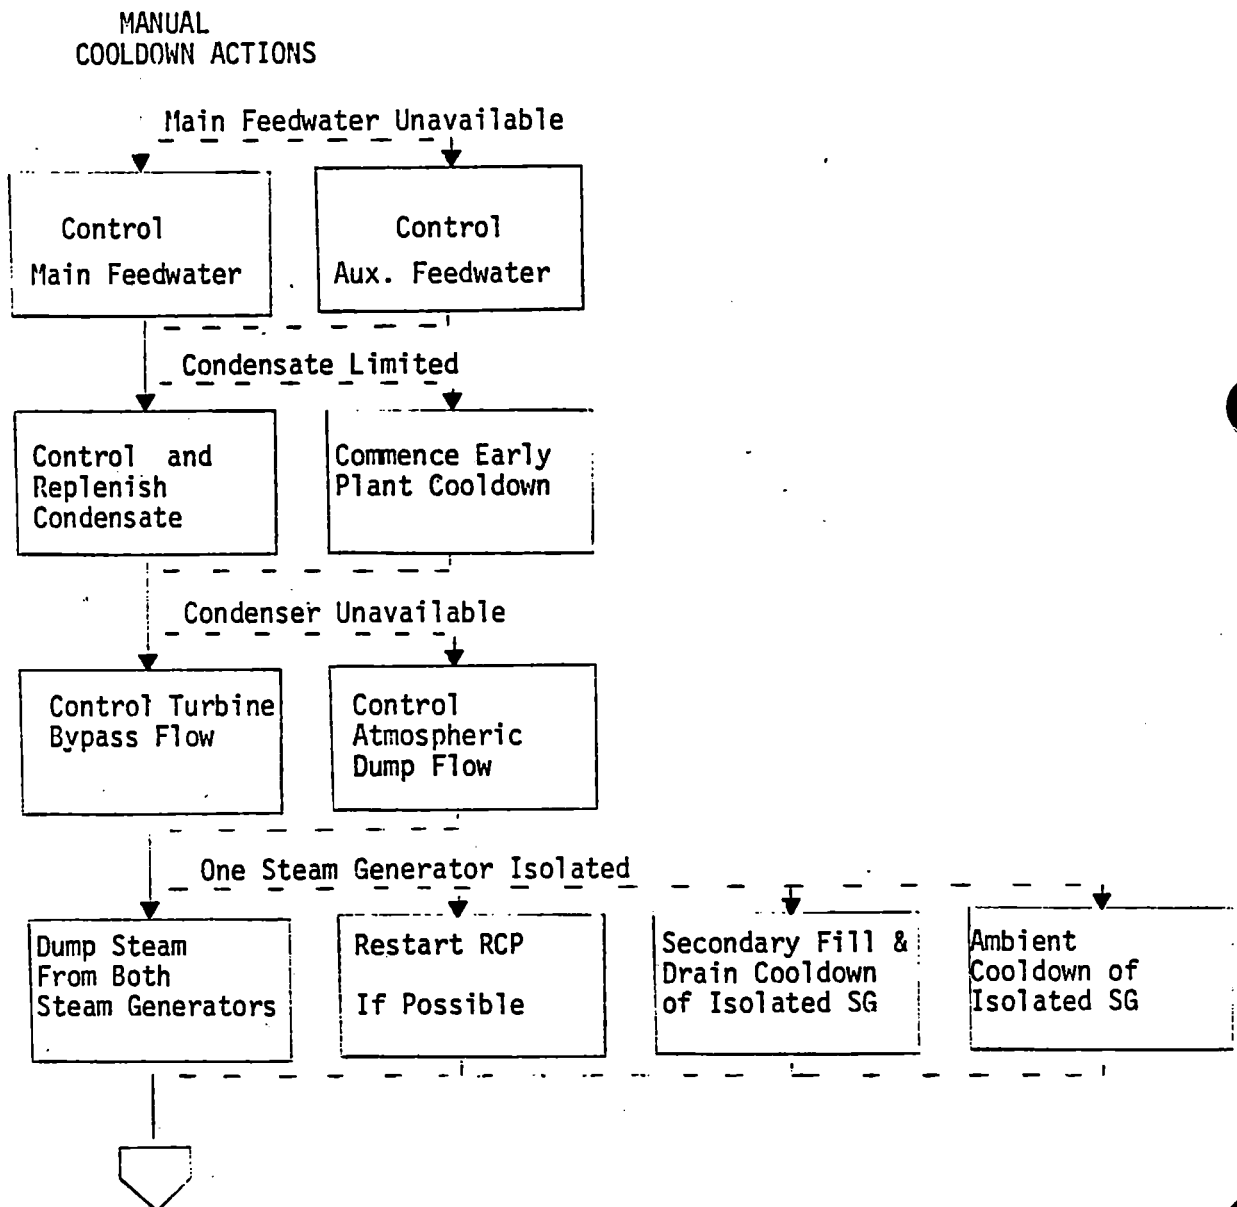 MANUAL
COOLDOWN ACTIONS
Main Feedwater Unavailable
Control
Main Feedwater
Control
Aux. Feedwater
Condensate Limited
Control and
Replenish
Condensate
Commence Early
Plant Cooldown
Condenser Unavailable
Control Turbine
Bypass Flow
Control
Atmospheric
Dump Flow
One Steam Generator Isolated
Dump Steam
From Both
Steam Generators
Restart RCP
If Possible
Secondary Fill &
Drain Cooldown
of Isolated SG
Ambient
Cooldown of
Isolated SG